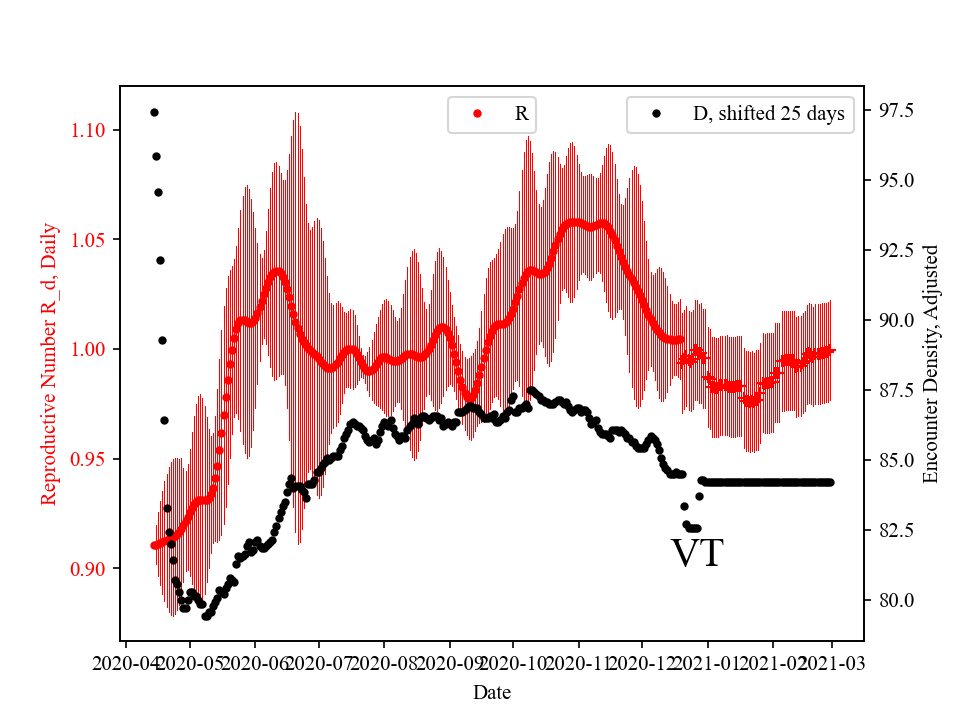 R
D, shifted 25 days
1.10
1.05
1.00
0.95
0.90
Reproductive Number R_d, Daily
97.5
95.0
92.5
90.0
87.5
85.0
82.5
80.0
Encounter Density, Adjusted
VT
2020-04 2020-05 2020-06 2020-07 2020-08 2020-09 2020-10 2020-11 2020-12 2021-01 2021-02 2021-03
Date